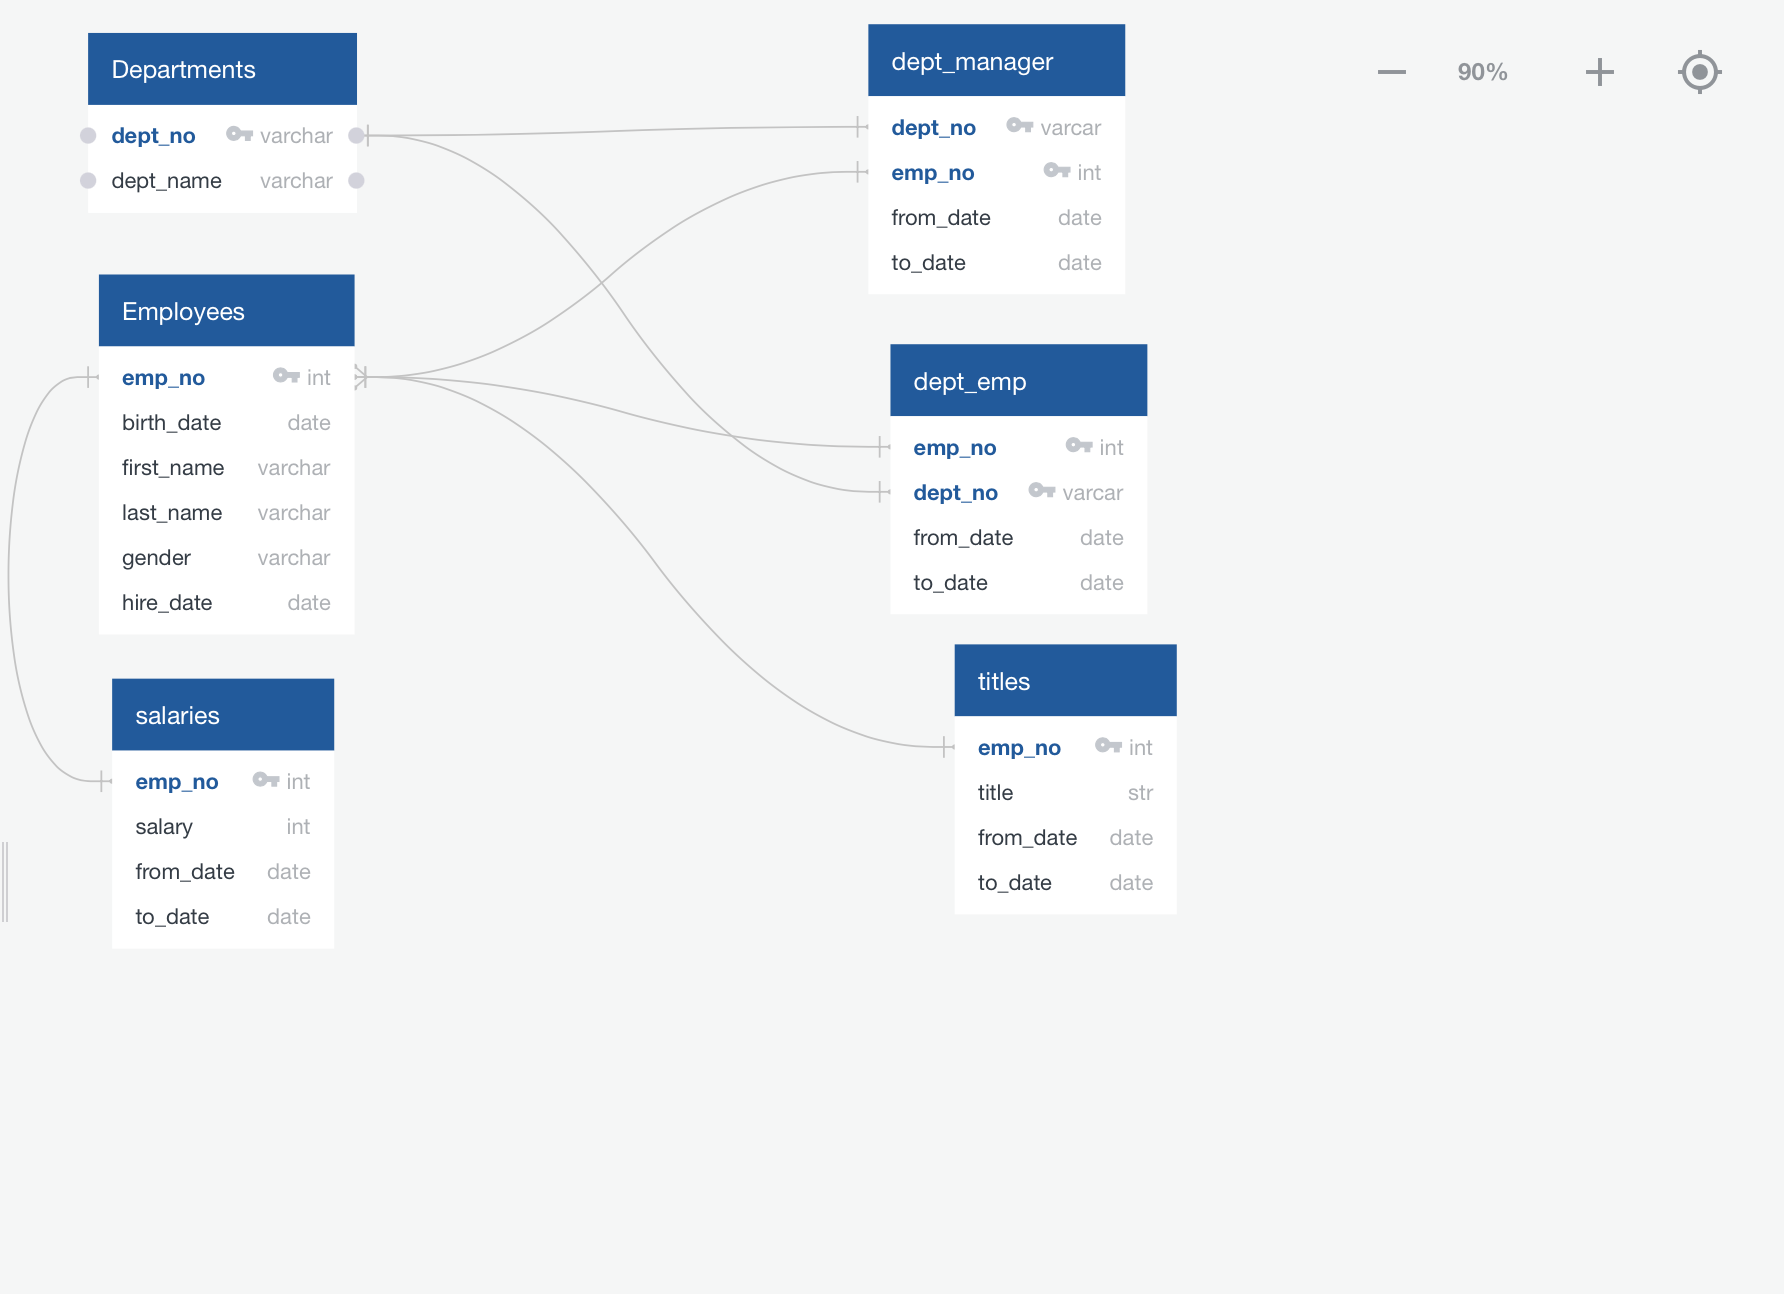 Departments
dept_no varchar
dept_name varchar
Employees
emp_no int
birth_date date
first_name varchar
last_name varchar
gender varchar
hire_date date
salaries
emp_no int
salary int
from_date date
to_date date
dept_manager
dept_no varcar
emp_no int
from_date date
to_date date
dept_emp
emp_no int
dept_no varcar
from_date date
to_date date
titles
emp_no int
title str
from_date date
to_date date
90%